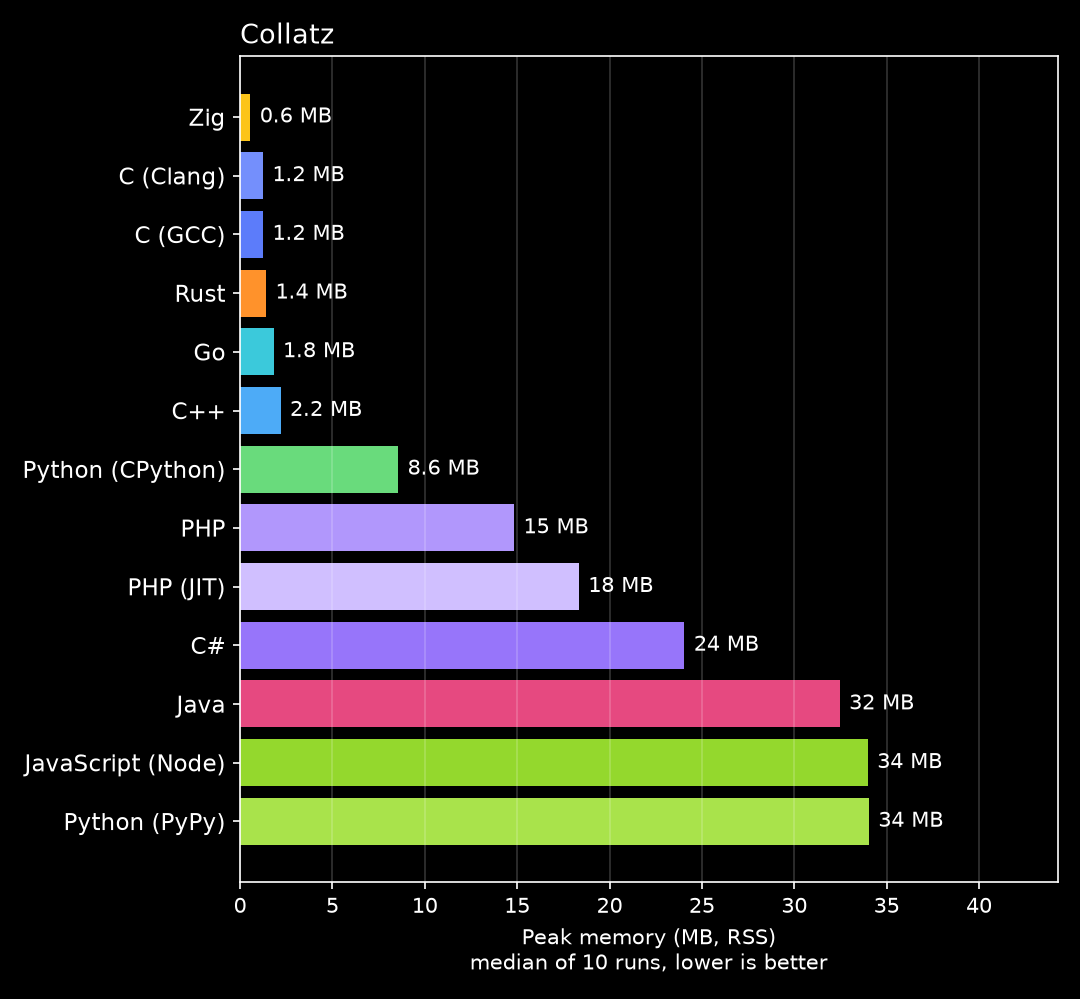 Collatz
Zig 0.6 MB
C (Clang) 1.2 MB
C (GCC) 1.2 MB
Rust 1.4 MB
Go 1.8 MB
C++ 2.2 MB
Python (CPython) 8.6 MB
PHP 15 MB
PHP (JIT) 18 MB
C# 24 MB
Java 32 MB
JavaScript (Node) 34 MB
Python (PyPy) 34 MB
0 5 10 15 20 25 30 35 40
Peak memory (MB, RSS)
median of 10 runs, lower is better